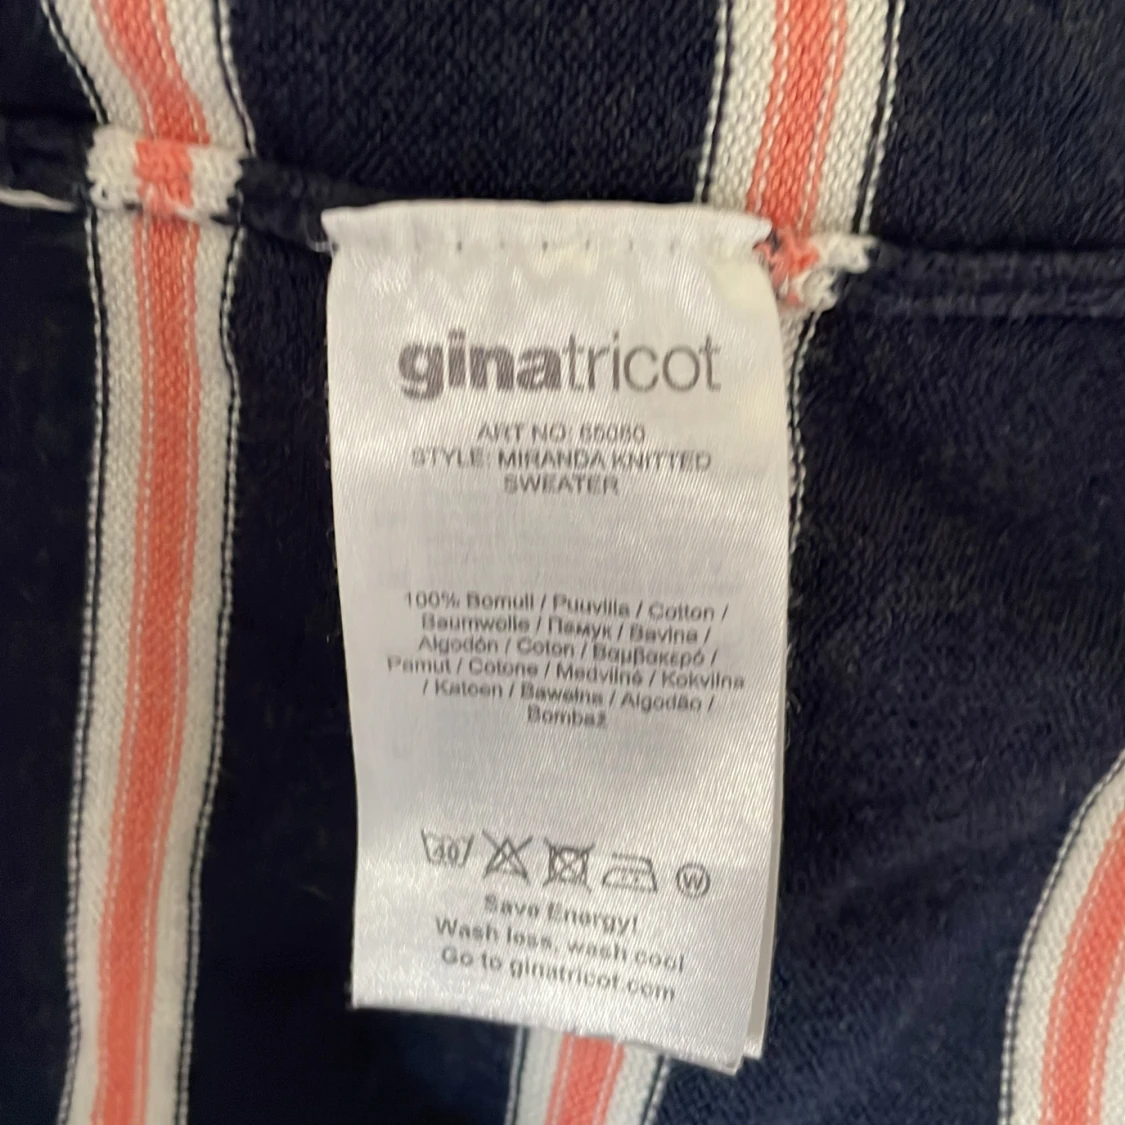 ginatricot
ART NO: 65060
STYLE: MIRANDA KNITTED
SWEATER
100% Bomull / Puuvilla / Cotton /
Baumwolle / Памук / Bavlna /
Algodón / Coton / Βαμβακερό /
Pamut / Cotone / Medvilnė / Kokvilna
/ Katoen / Bawełna / Algodão /
Bombaž
40
W
Save Energy!
Wash less, wash cool
Go to ginatricot.com